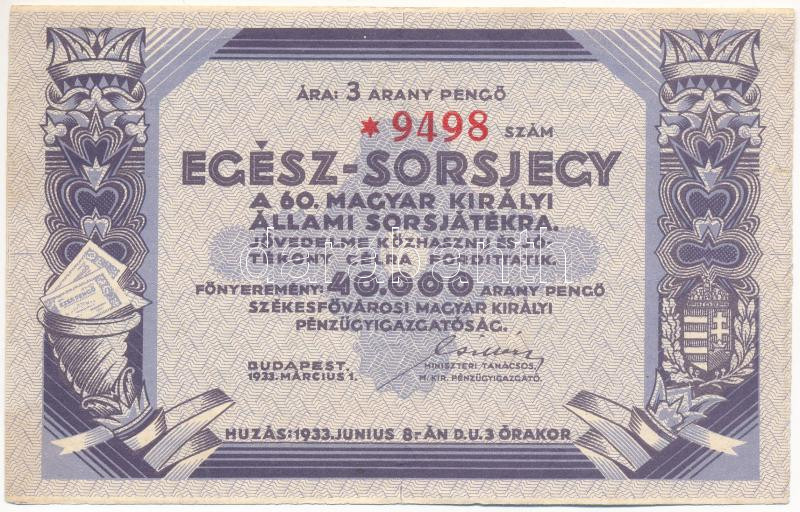 ÁRA: 3 ARANY PENGŐ
* 9498 SZÁM
EGÉSZ-SORSJEGY
A 60. MAGYAR KIRÁLYI
ÁLLAMI SORSJÁTÉKRA.
JÖVEDELME KÖZHASZNÚ ÉS JÓ-
TÉKONY CÉLRA FORDITTATIK.
FŐNYEREMÉNY: 40.000 ARANY PENGŐ
SZÉKESFŐVÁROSI MAGYAR KIRÁLYI
PÉNZÜGYIGAZGATÓSÁG.
BUDAPEST.
1933. MÁRCIUS 1.
MINISZTERI TANÁCSOS,
M. KIR. PÉNZÜGYIGAZGATÓ.
HUZÁS: 1933. JUNIUS 8-ÁN D.U. 3 ÓRAKOR